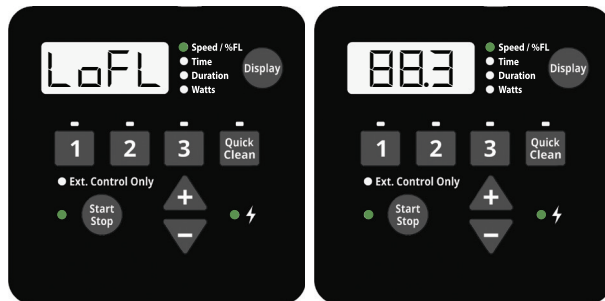 LoFL
Speed / %FL
Time
Duration
Watts
Display
1 2 3 Quick Clean
Ext. Control Only
Start Stop
+
−
88.3
Speed / %FL
Time
Duration
Watts
Display
1 2 3 Quick Clean
Ext. Control Only
Start Stop
+
−